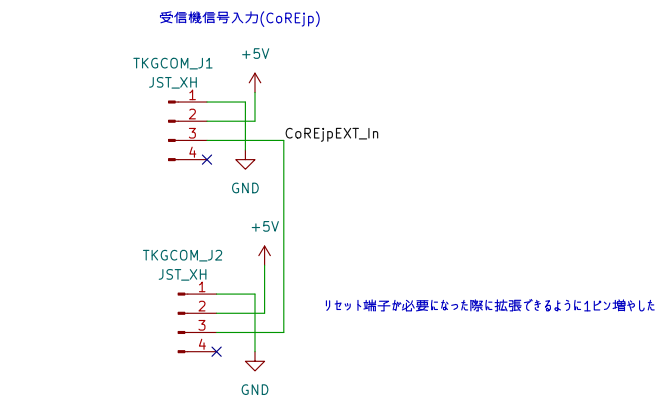 受信機信号入力(CoREjp)
+5V
TKGCOM_J1
JST_XH
1
2
3
4
CoREjpEXT_In
GND
+5V
TKGCOM_J2
JST_XH
1
2
3
4
リセット端子が必要になった際に拡張できるように1ピン増やした
GND